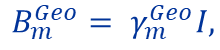 B_m^{Geo} = γ_m^{Geo} I,